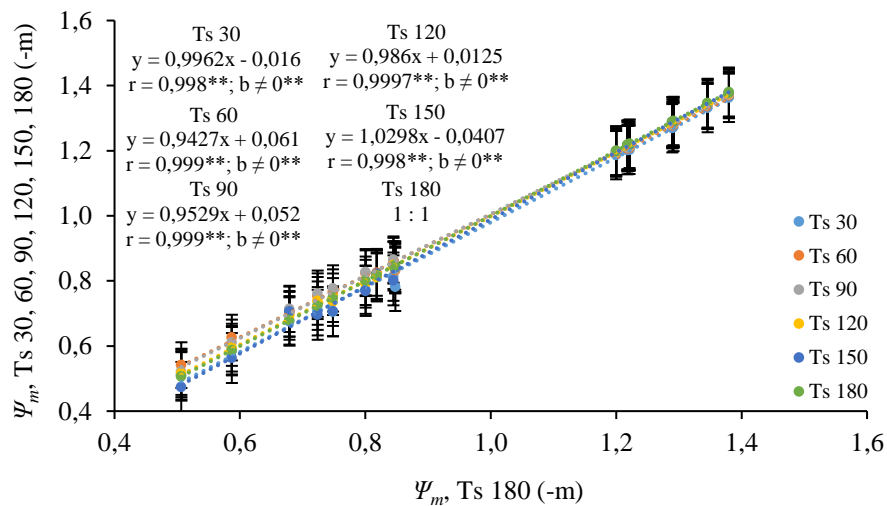 Ψm, Ts 30, 60, 90, 120, 150, 180 (-m)
1,6
1,4
1,2
1,0
0,8
0,6
0,4
Ts 30
y = 0,9962x - 0,016
r = 0,998**; b ≠ 0**
Ts 60
y = 0,9427x + 0,061
r = 0,999**; b ≠ 0**
Ts 90
y = 0,9529x + 0,052
r = 0,999**; b ≠ 0**
Ts 120
y = 0,986x + 0,0125
r = 0,9997**; b ≠ 0**
Ts 150
y = 1,0298x - 0,0407
r = 0,998**; b ≠ 0**
Ts 180
1 : 1
Ts 30
Ts 60
Ts 90
Ts 120
Ts 150
Ts 180
0,4
0,6
0,8
1,0
1,2
1,4
1,6
Ψm, Ts 180 (-m)